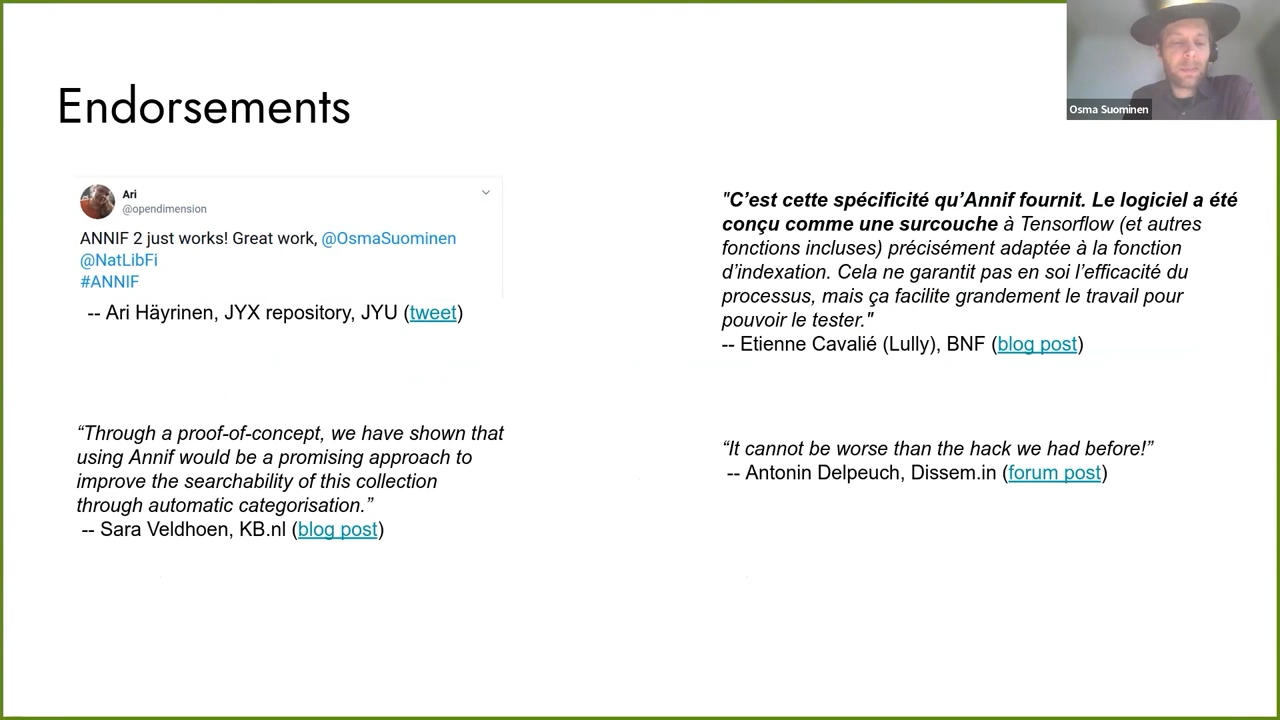 Endorsements
Osma Suominen
Ari
@opendimension
ANNIF 2 just works! Great work, @OsmaSuominen
@NatLibFi
#ANNIF
-- Ari Häyrinen, JYX repository, JYU (tweet)
"C’est cette spécificité qu’Annif fournit. Le logiciel a été
conçu comme une surcouche à Tensorflow (et autres
fonctions incluses) précisément adaptée à la fonction
d’indexation. Cela ne garantit pas en soi l’efficacité du
processus, mais ça facilite grandement le travail pour
pouvoir le tester."
-- Etienne Cavalié (Lully), BNF (blog post)
“Through a proof-of-concept, we have shown that
using Annif would be a promising approach to
improve the searchability of this collection
through automatic categorisation.”
-- Sara Veldhoen, KB.nl (blog post)
“It cannot be worse than the hack we had before!”
-- Antonin Delpeuch, Dissem.in (forum post)